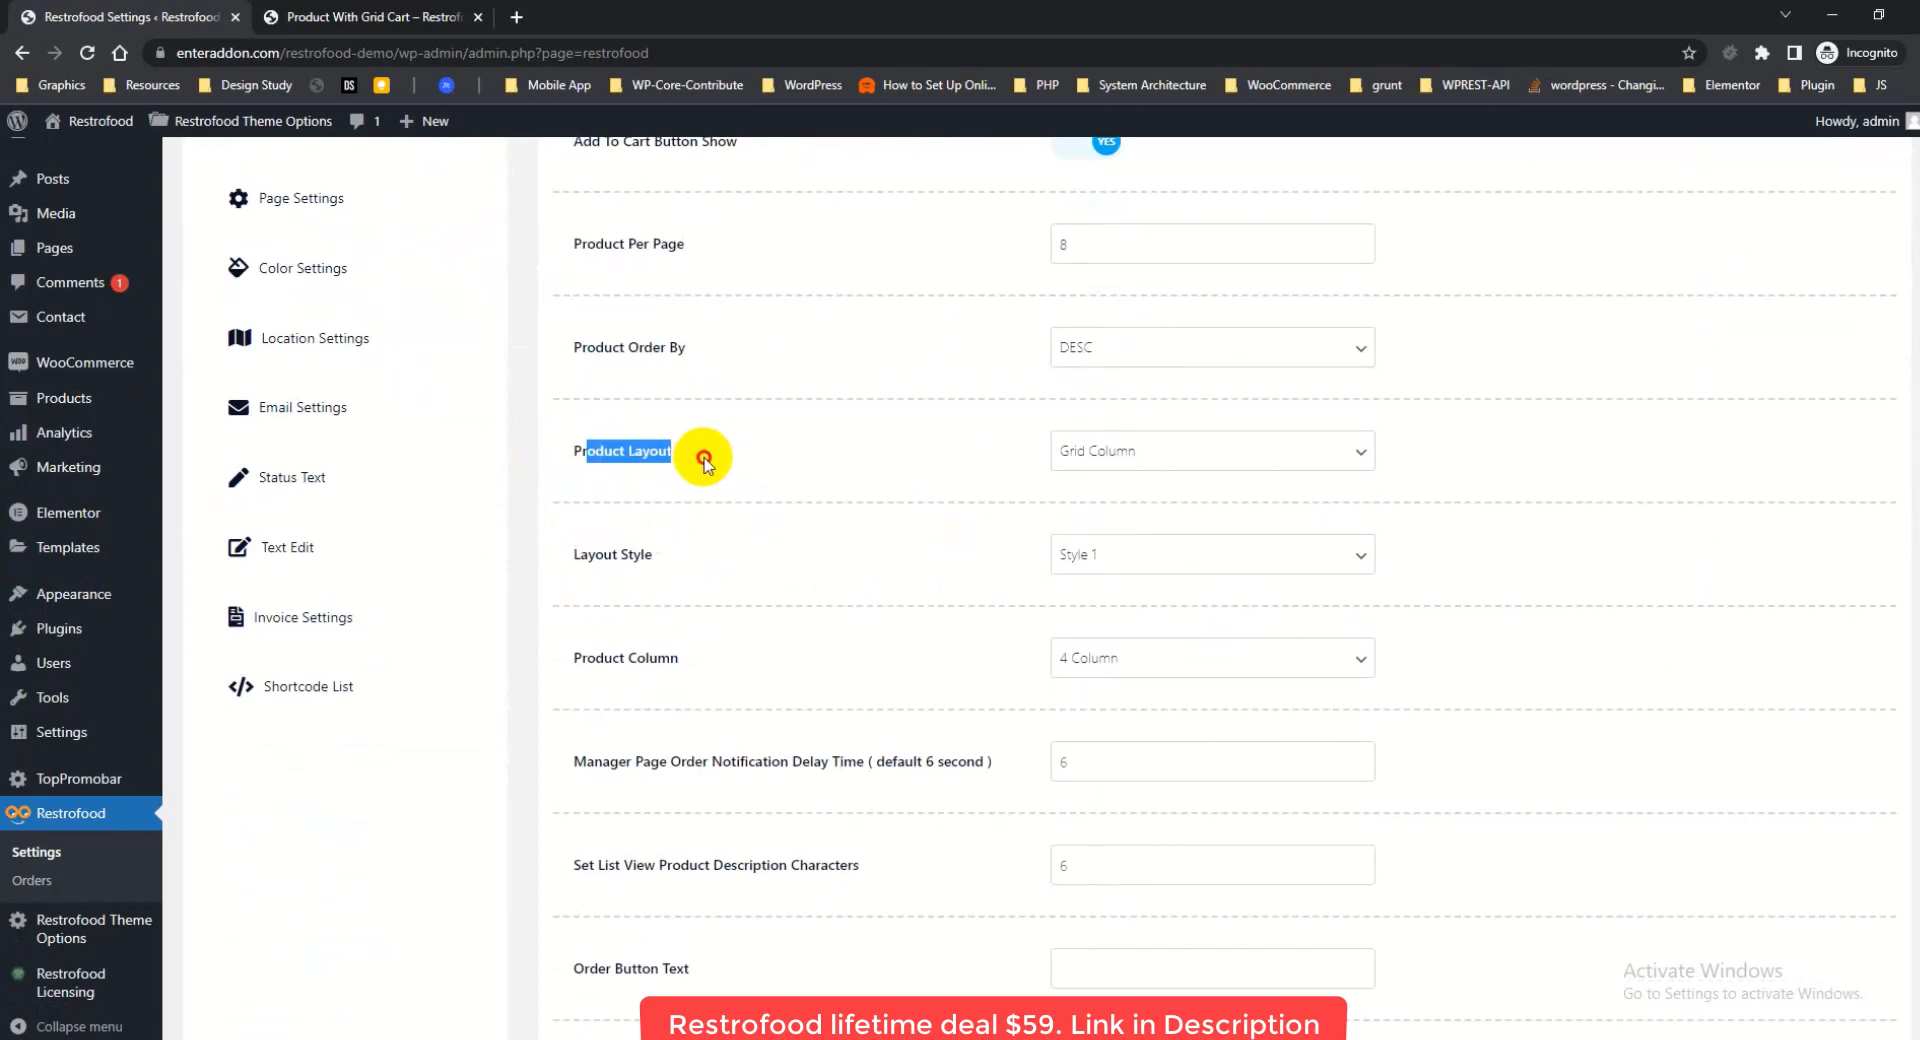 Restrofood Settings ‹ Restrofood
Product With Grid Cart – Restrof
enteraddon.com/restrofood-demo/wp-admin/admin.php?page=restrofood
Incognito
Graphics
Resources
Design Study
DS
Mobile App
WP-Core-Contribute
WordPress
How to Set Up Onli...
PHP
System Architecture
WooCommerce
grunt
WPREST-API
wordpress - Changi...
Elementor
Plugin
JS
Restrofood
Restrofood Theme Options
1
New
Howdy, admin
Posts
Media
Pages
Comments 1
Contact
WooCommerce
Products
Analytics
Marketing
Elementor
Templates
Appearance
Plugins
Users
Tools
Settings
TopPromobar
Restrofood
Settings
Orders
Restrofood Theme
Options
Restrofood
Licensing
Collapse menu
Page Settings
Color Settings
Location Settings
Email Settings
Status Text
Text Edit
Invoice Settings
Shortcode List
Add To Cart Button Show
YES
Product Per Page
8
Product Order By
DESC
Product Layout
Grid Column
Layout Style
Style 1
Product Column
4 Column
Manager Page Order Notification Delay Time ( default 6 second )
6
Set List View Product Description Characters
6
Order Button Text
Activate Windows
Go to Settings to activate Windows.
Restrofood lifetime deal $59. Link in Description